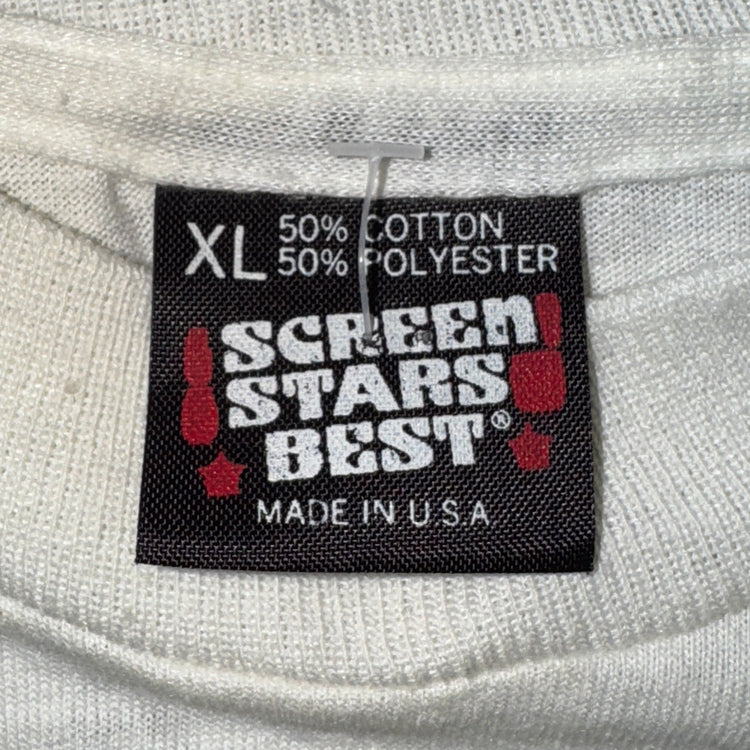 XL 50% COTTON
50% POLYESTER
SCREEN
STARS
BEST®
MADE IN U.S.A.